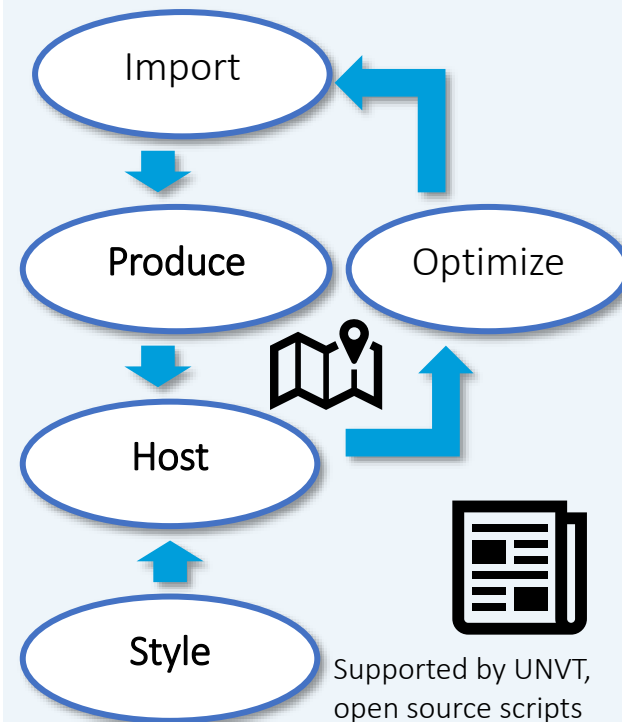 Import
Produce
Optimize
Host
Style
Supported by UNVT,
open source scripts